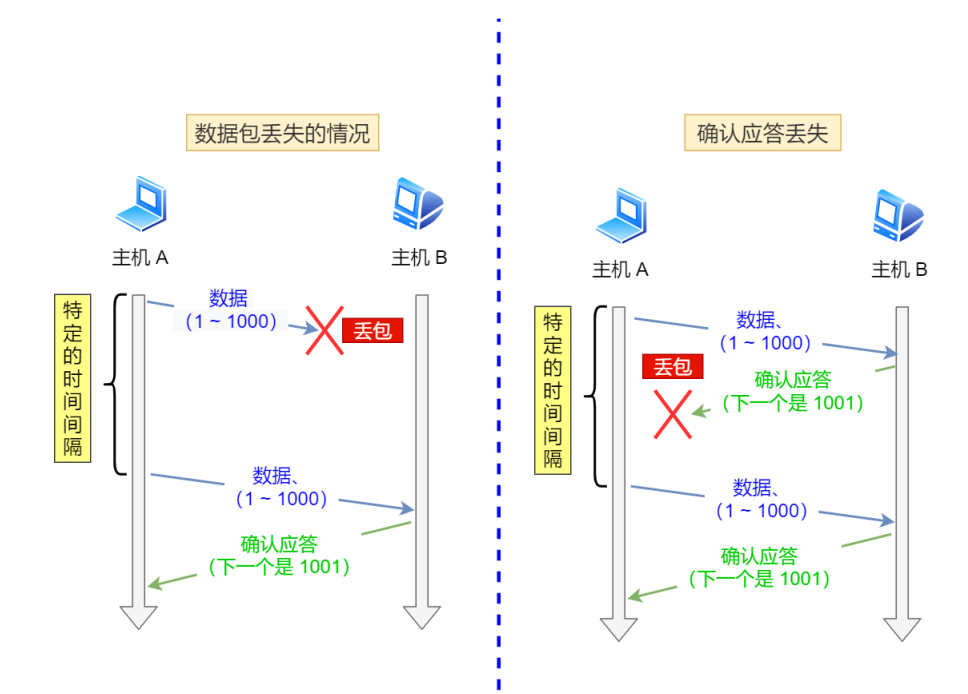 数据包丢失的情况
主机 A
主机 B
特定的时间间隔
数据
（1 ~ 1000）
丢包
数据、
（1 ~ 1000）
确认应答
（下一个是 1001）
确认应答丢失
主机 A
主机 B
特定的时间间隔
数据、
（1 ~ 1000）
丢包
确认应答
（下一个是 1001）
数据、
（1 ~ 1000）
确认应答
（下一个是 1001）